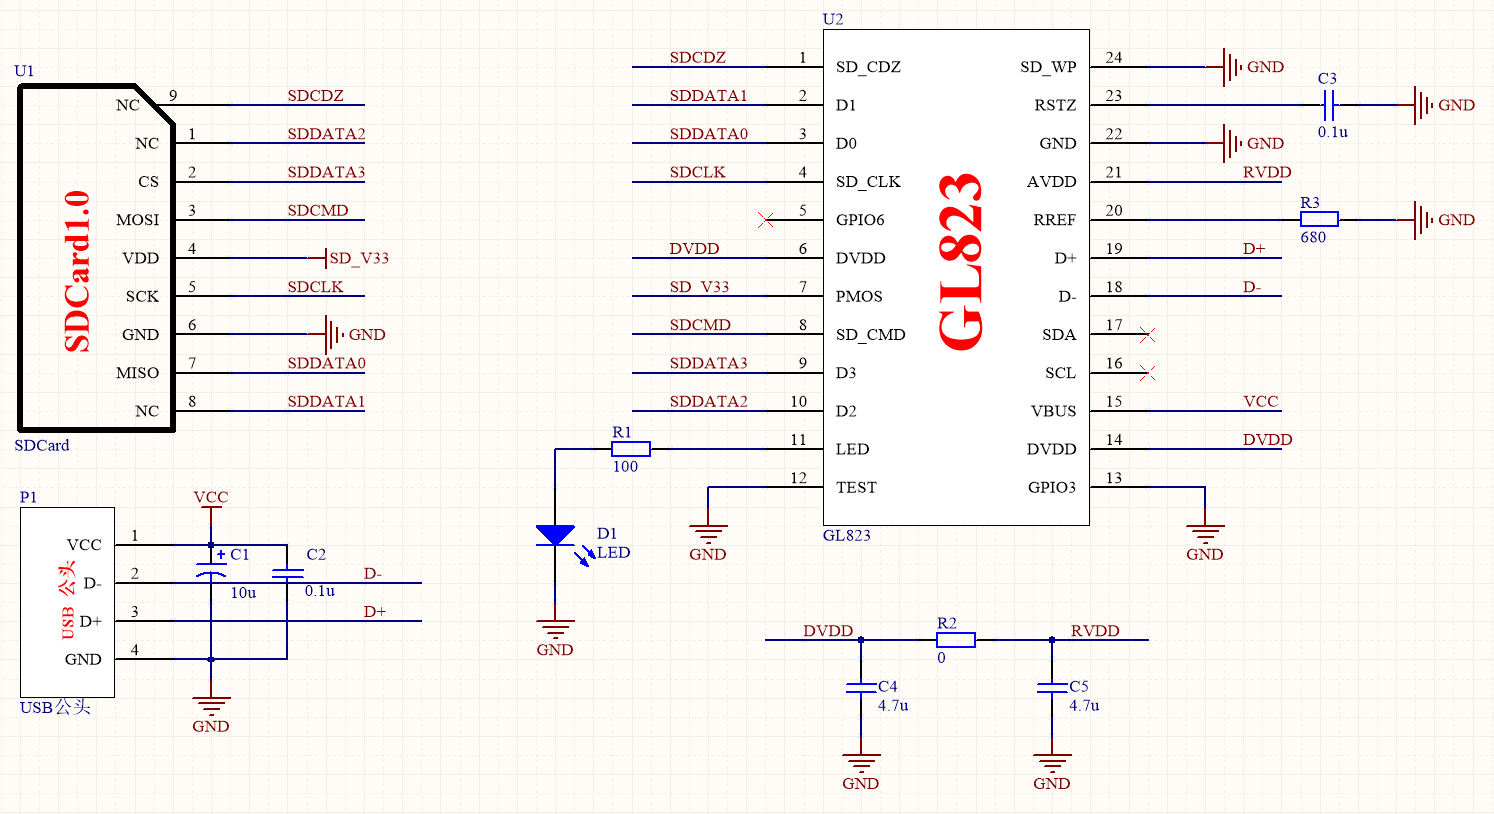 U1
SDCard1.0
NC 9 SDCDZ
NC 1 SDDATA2
CS 2 SDDATA3
MOSI 3 SDCMD
VDD 4 SD_V33
SCK 5 SDCLK
GND 6 GND
MISO 7 SDDATA0
NC 8 SDDATA1
SDCard
U2
GL823
SDCDZ 1 SD_CDZ
SDDATA1 2 D1
SDDATA0 3 D0
SDCLK 4 SD_CLK
5 GPIO6
DVDD 6 DVDD
SD_V33 7 PMOS
SDCMD 8 SD_CMD
SDDATA3 9 D3
SDDATA2 10 D2
R1
100
11 LED
12 TEST
GND
D1
LED
GND
SD_WP 24 GND
RSTZ 23
C3
0.1u
GND
GND 22 GND
AVDD 21 RVDD
RREF 20
R3
680
GND
D+ 19 D+
D- 18 D-
SDA 17
SCL 16
VBUS 15 VCC
DVDD 14 DVDD
GPIO3 13
GND
GL823
P1
USB 公头
VCC
VCC 1
C1
+
10u
C2
0.1u
D- 2 D-
D+ 3 D+
GND 4
GND
USB公头
DVDD
R2
0
RVDD
C4
4.7u
GND
C5
4.7u
GND